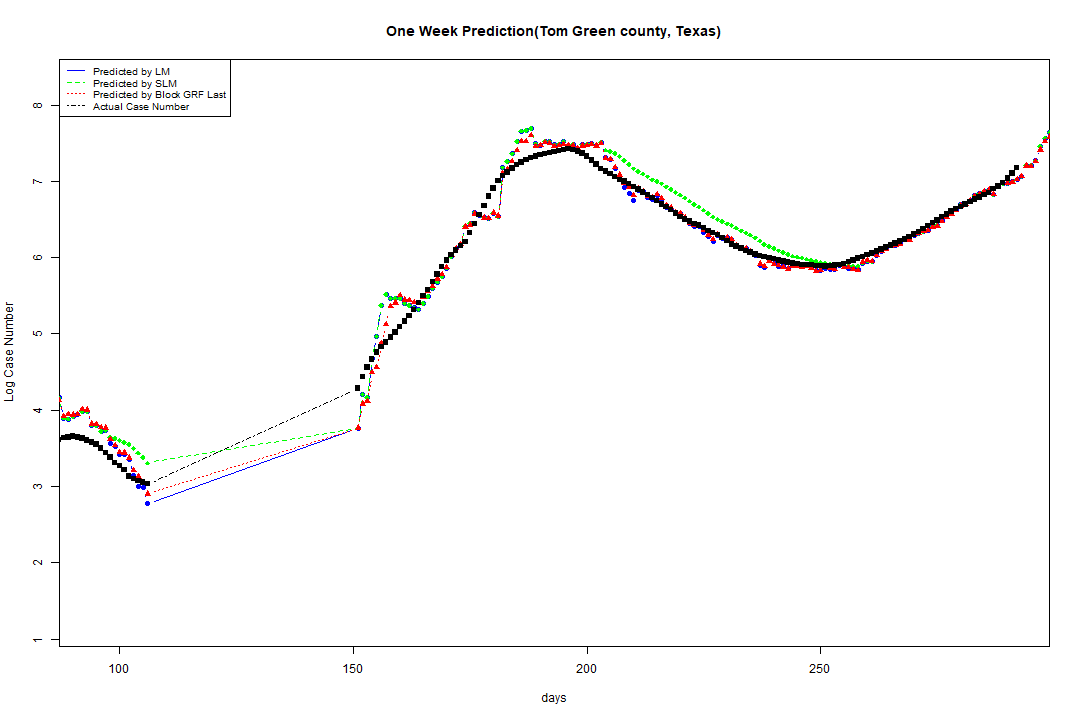 One Week Prediction(Tom Green county, Texas)
Predicted by LM
Predicted by SLM
Predicted by Block GRF Last
Actual Case Number
Log Case Number
8
7
6
5
4
3
2
1
100 150 200 250
days